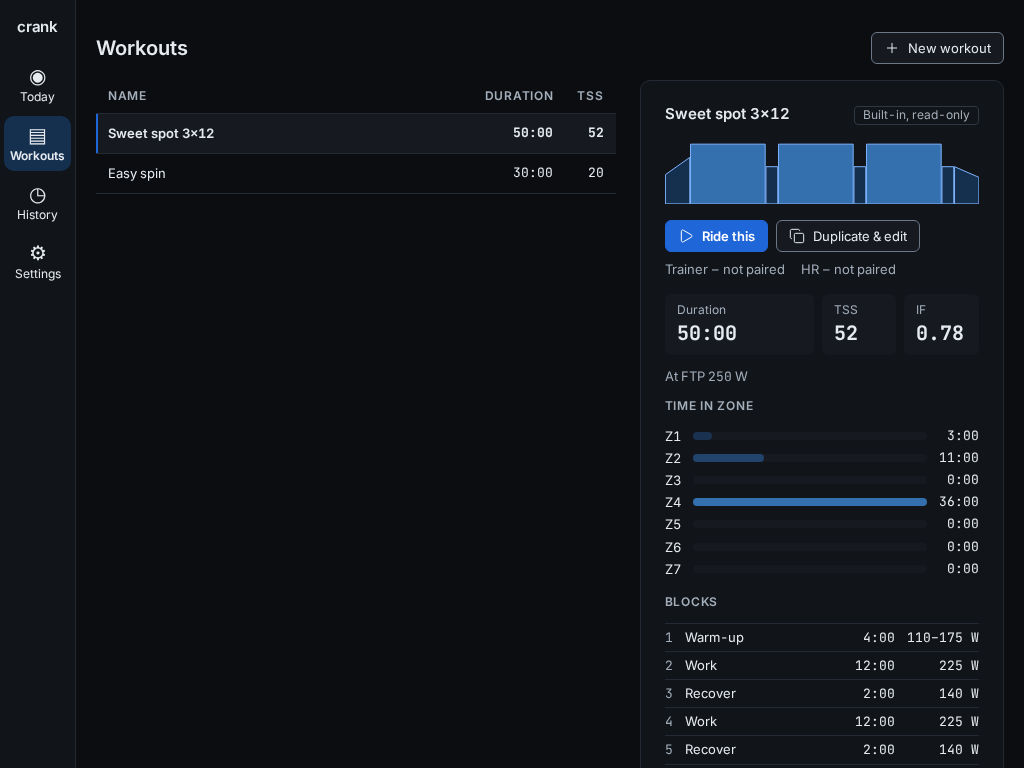 crank
Today
Workouts
History
Settings
Workouts
New workout
NAME DURATION TSS
Sweet spot 3×12 50:00 52
Easy spin 30:00 20
Sweet spot 3×12
Built-in, read-only
Ride this
Duplicate & edit
Trainer – not paired HR – not paired
Duration TSS IF
50:00 52 0.78
At FTP 250 W
TIME IN ZONE
Z1 3:00
Z2 11:00
Z3 0:00
Z4 36:00
Z5 0:00
Z6 0:00
Z7 0:00
BLOCKS
1 Warm-up 4:00 110–175 W
2 Work 12:00 225 W
3 Recover 2:00 140 W
4 Work 12:00 225 W
5 Recover 2:00 140 W